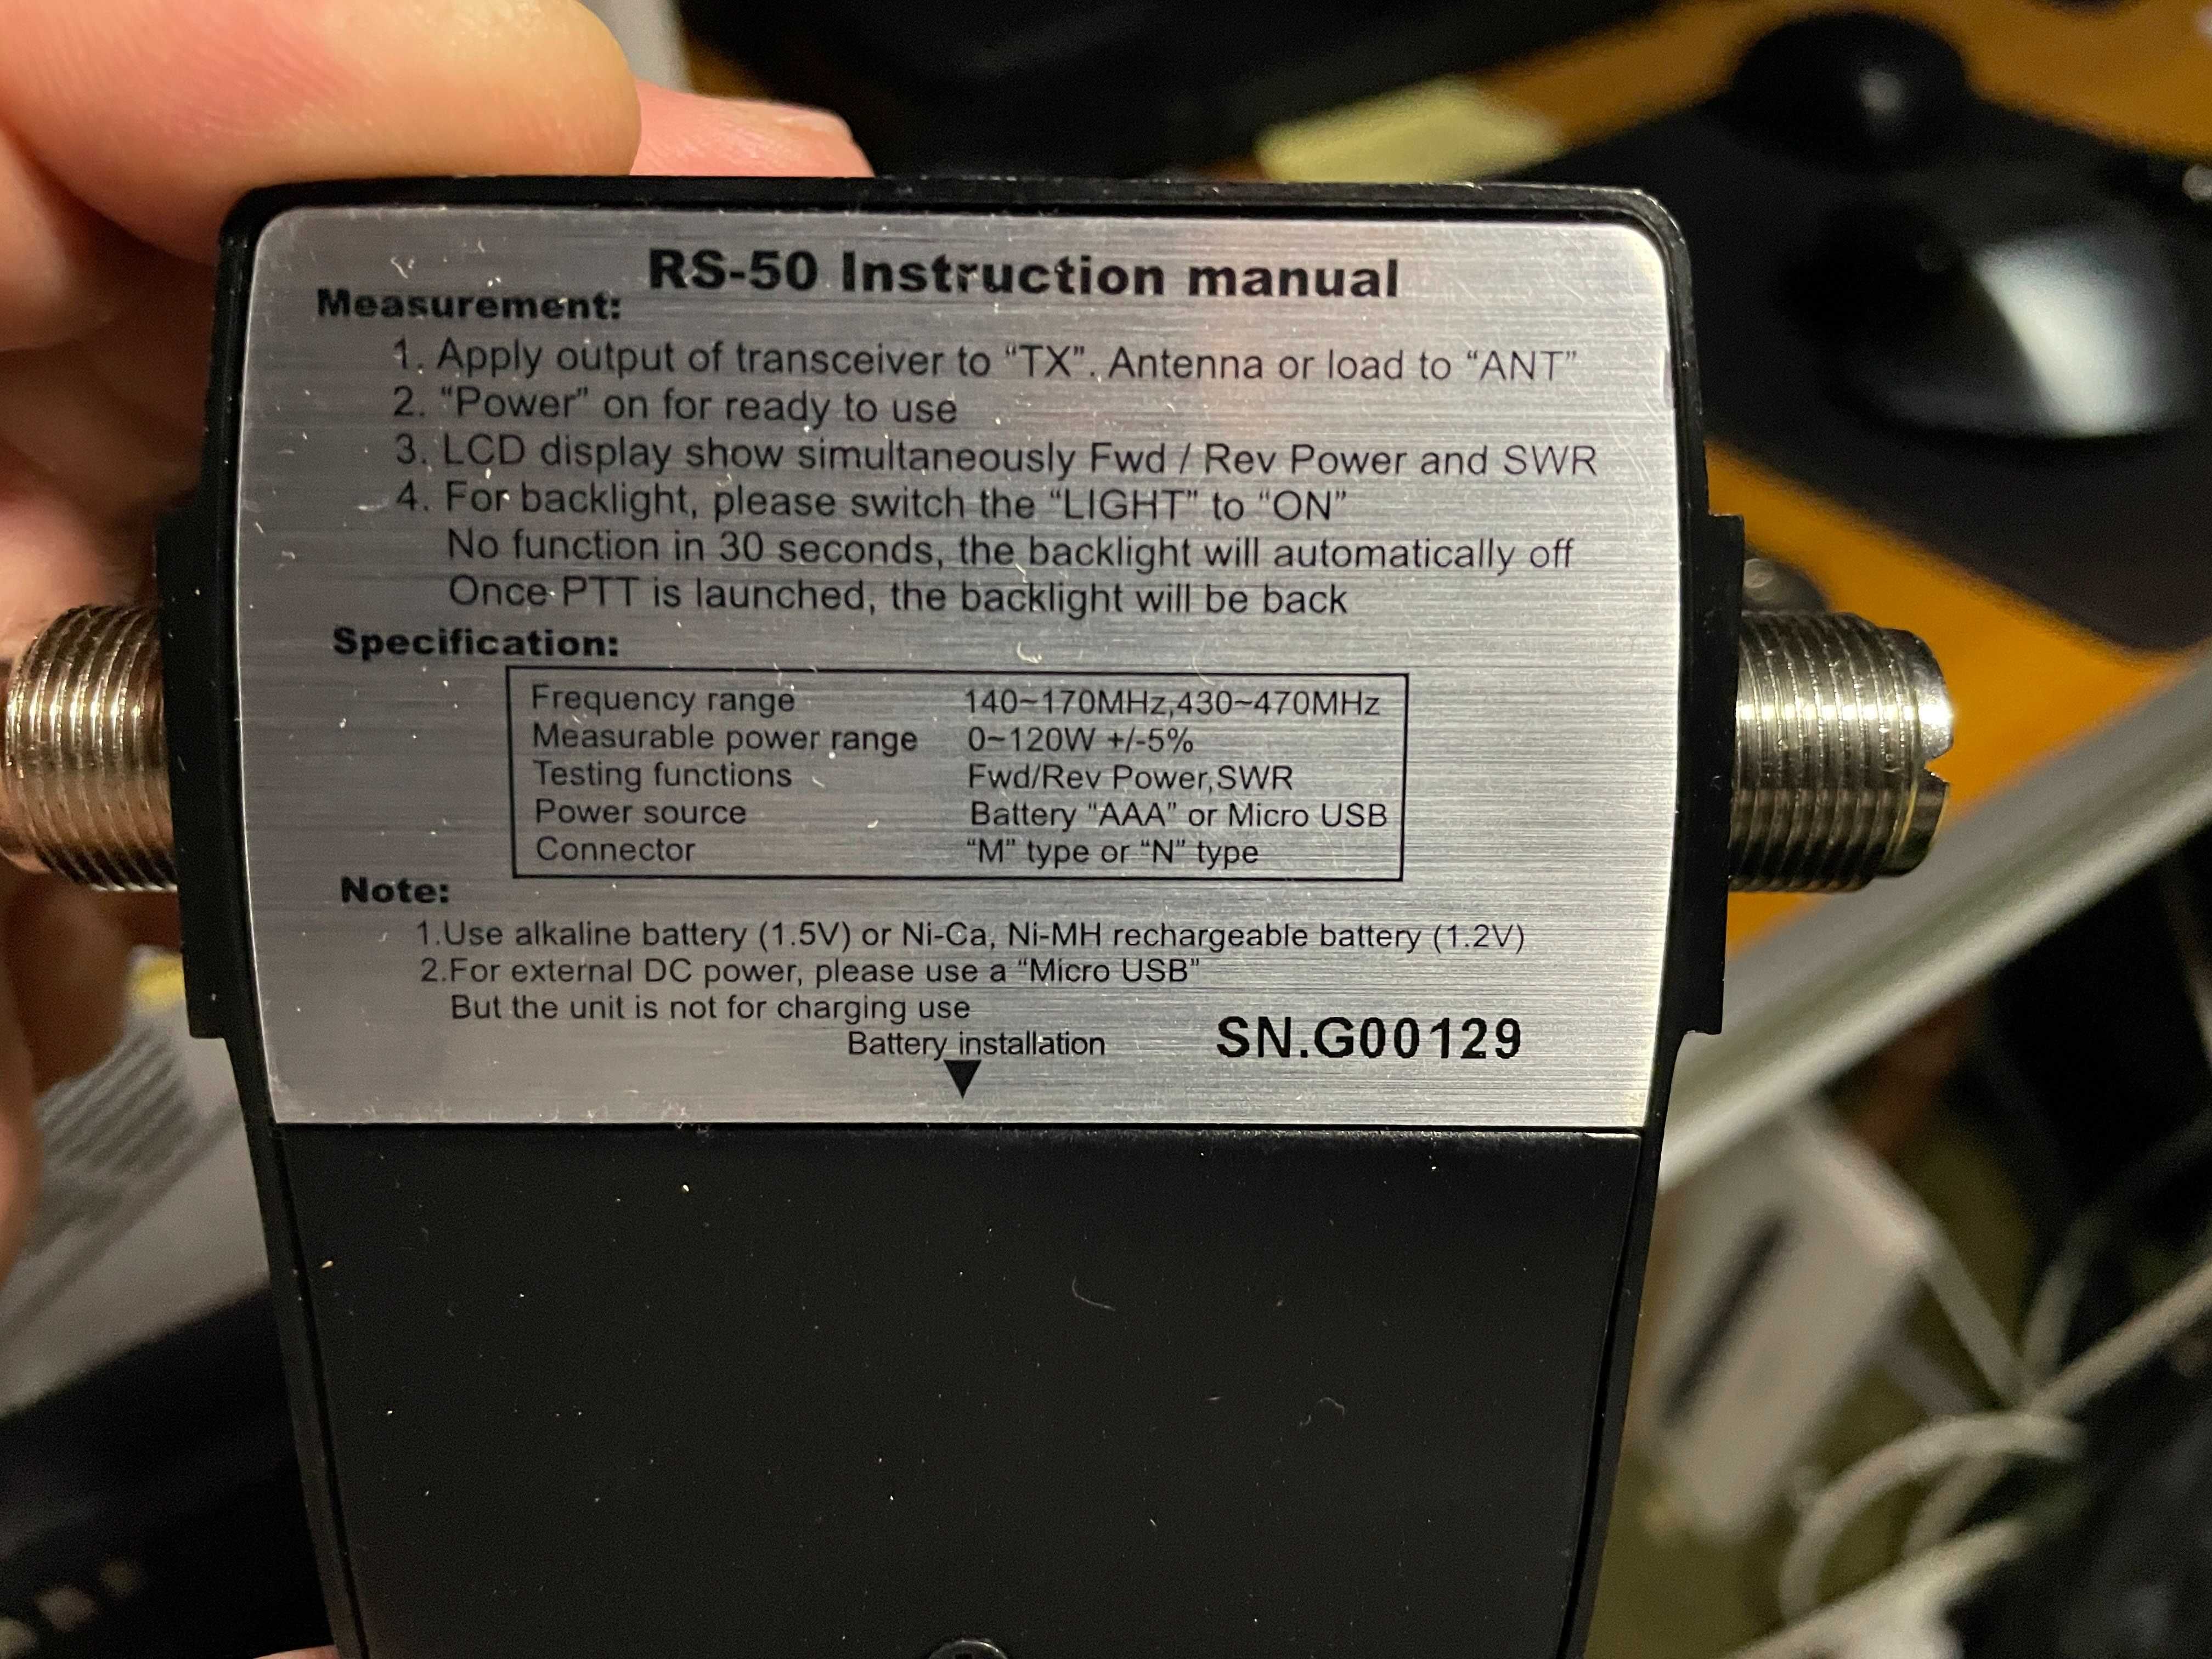 RS-50 Instruction manual
Measurement:
1. Apply output of transceiver to “TX”. Antenna or load to “ANT”
2. “Power” on for ready to use
3. LCD display show simultaneously Fwd / Rev Power and SWR
4. For backlight, please switch the “LIGHT” to “ON”
No function in 30 seconds, the backlight will automatically off
Once PTT is launched, the backlight will be back
Specification:
Frequency range 140~170MHz,430~470MHz
Measurable power range 0~120W +/-5%
Testing functions Fwd/Rev Power,SWR
Power source Battery “AAA” or Micro USB
Connector “M” type or “N” type
Note:
1.Use alkaline battery (1.5V) or Ni-Ca, Ni-MH rechargeable battery (1.2V)
2.For external DC power, please use a “Micro USB”
But the unit is not for charging use
Battery installation
SN.G00129